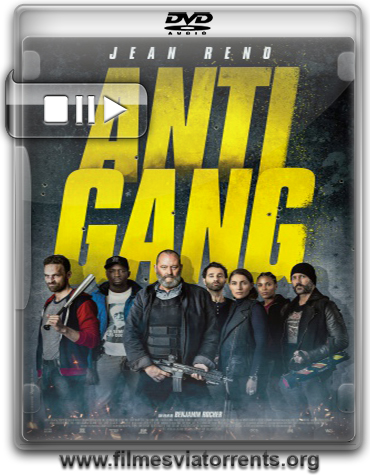 DVD
AUDIO
JEAN RENO
ANTI
GANG
BENJAMIN ROCHER
www.filmesviatorrents.org